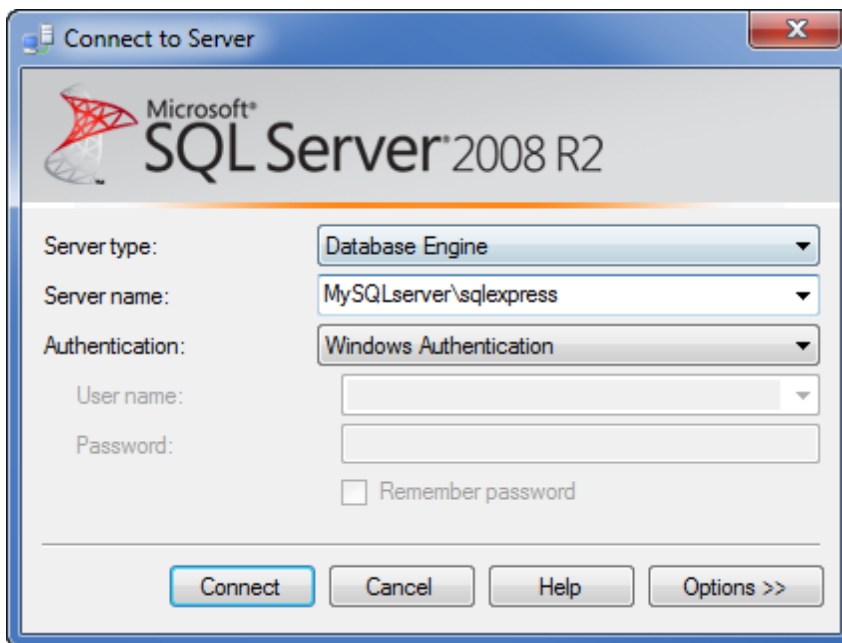 Connect to Server
Microsoft®
SQL Server® 2008 R2
Server type: Database Engine
Server name: MySQLserver\sqlexpress
Authentication: Windows Authentication
User name:
Password:
Remember password
Connect Cancel Help Options >>